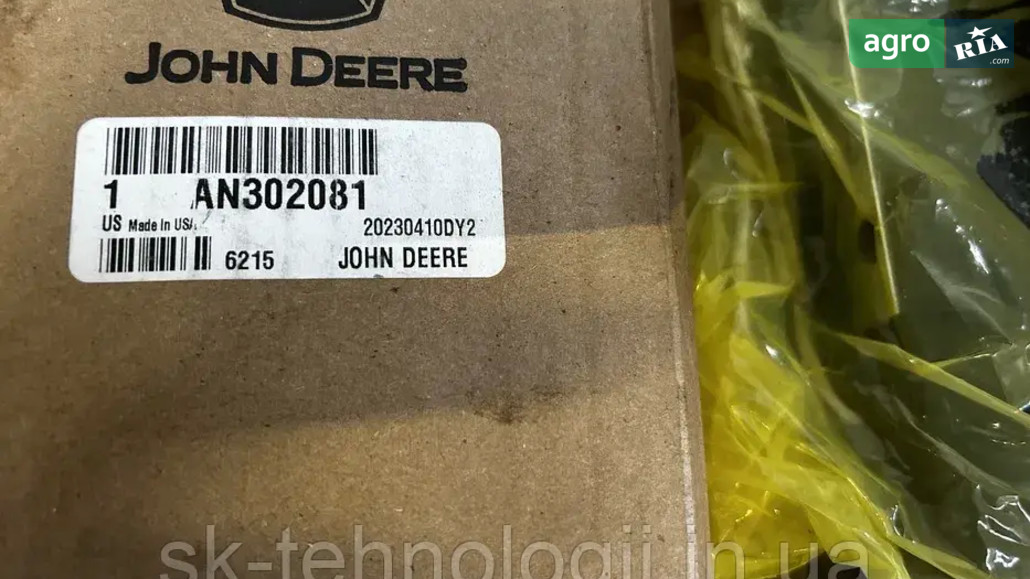 agro RIA.com
JOHN DEERE
1 AN302081
US Made In USA
20230410DY2
6215 JOHN DEERE
sk-tehnologii.in.ua